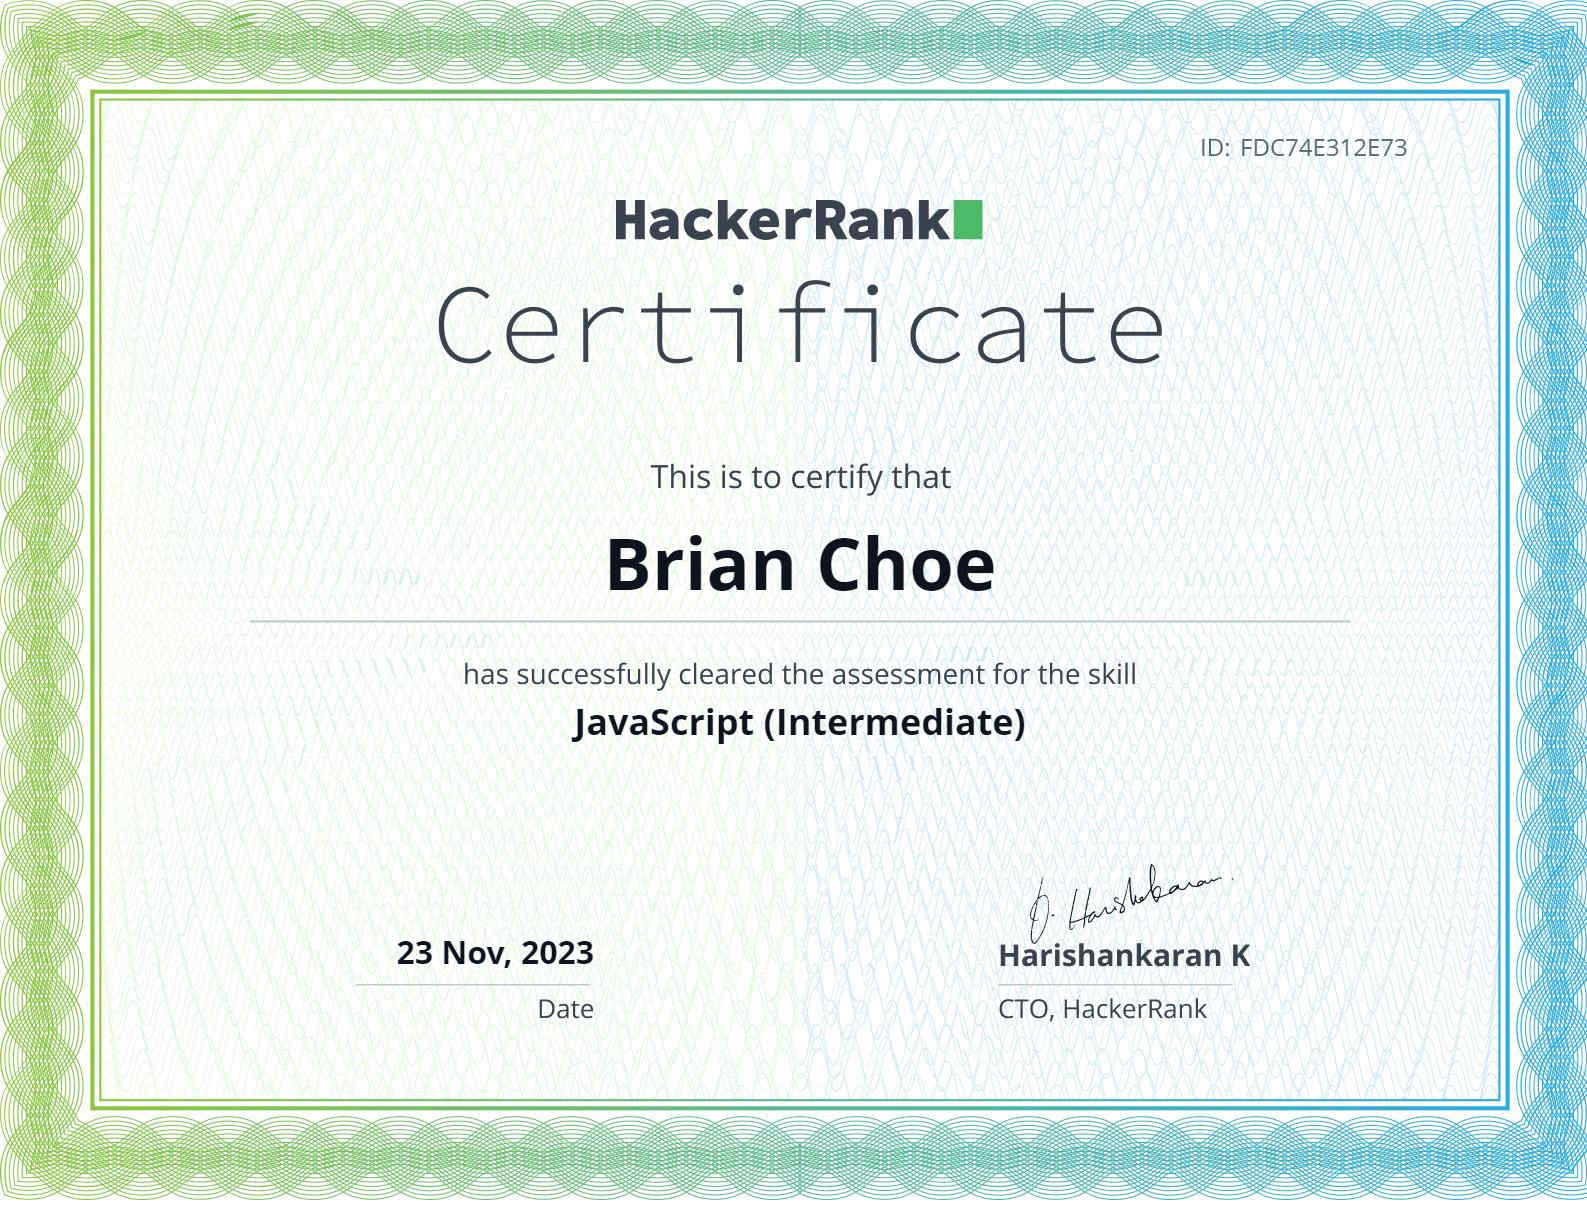 ID: FDC74E312E73
HackerRank
Certificate
This is to certify that
Brian Choe
has successfully cleared the assessment for the skill
JavaScript (Intermediate)
23 Nov, 2023
Date
Harishankaran K
CTO, HackerRank